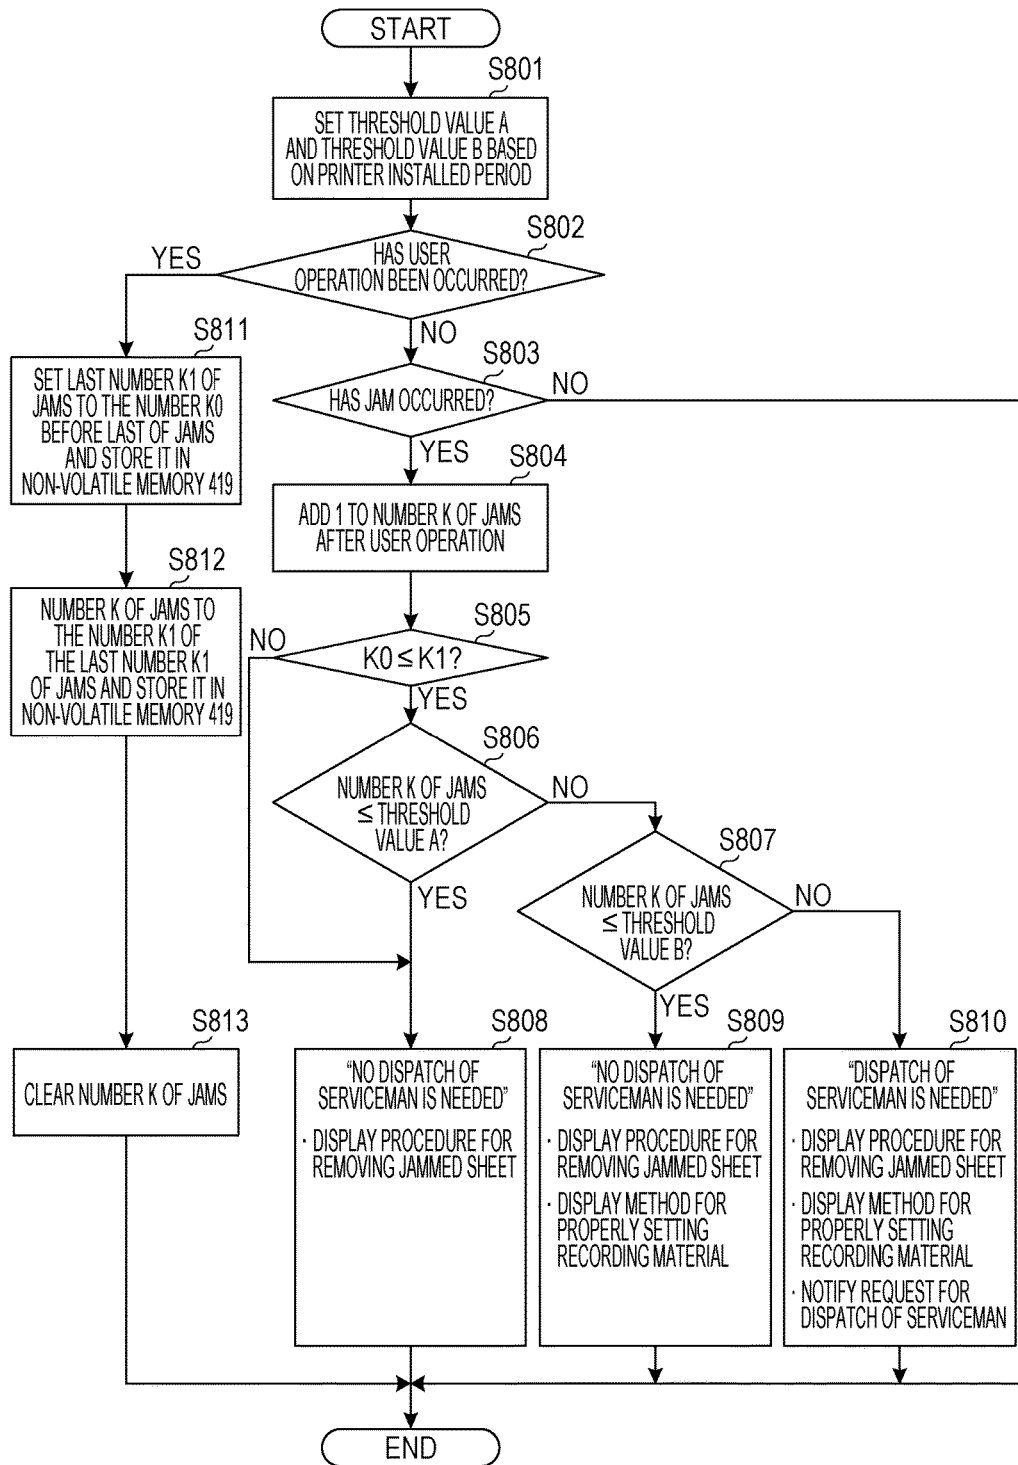 START
S801
SET THRESHOLD VALUE A
AND THRESHOLD VALUE B BASED
ON PRINTER INSTALLED PERIOD
S802
HAS USER
OPERATION BEEN OCCURRED?
YES
NO
S811
SET LAST NUMBER K1 OF
JAMS TO THE NUMBER K0
BEFORE LAST OF JAMS
AND STORE IT IN
NON-VOLATILE MEMORY 419
S803
HAS JAM OCCURRED?
NO
YES
S804
ADD 1 TO NUMBER K OF JAMS
AFTER USER OPERATION
S812
NUMBER K OF JAMS TO
THE NUMBER K1 OF
THE LAST NUMBER K1
OF JAMS AND STORE IT IN
NON-VOLATILE MEMORY 419
S805
K0 ≤ K1?
NO
YES
S806
NUMBER K OF JAMS
≤ THRESHOLD
VALUE A?
NO
YES
S807
NUMBER K OF JAMS
≤ THRESHOLD
VALUE B?
NO
YES
S813
CLEAR NUMBER K OF JAMS
S808
"NO DISPATCH OF
SERVICEMAN IS NEEDED"
· DISPLAY PROCEDURE FOR
REMOVING JAMMED SHEET
S809
"NO DISPATCH OF
SERVICEMAN IS NEEDED"
· DISPLAY PROCEDURE FOR
REMOVING JAMMED SHEET
· DISPLAY METHOD FOR
PROPERLY SETTING
RECORDING MATERIAL
S810
"DISPATCH OF
SERVICEMAN IS NEEDED"
· DISPLAY PROCEDURE FOR
REMOVING JAMMED SHEET
· DISPLAY METHOD FOR
PROPERLY SETTING
RECORDING MATERIAL
· NOTIFY REQUEST FOR
DISPATCH OF SERVICEMAN
END